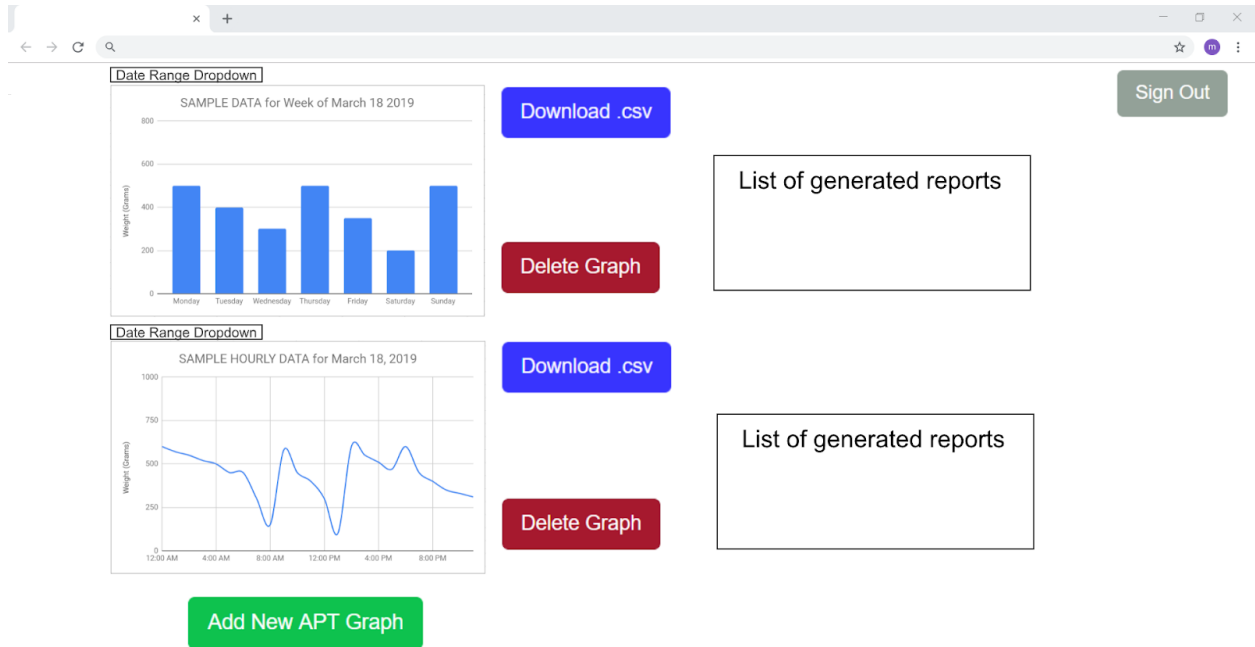 m
Date Range Dropdown
Sign Out
SAMPLE DATA for Week of March 18 2019
Download .csv
800
600
400
200
0
Weight (Grams)
Monday Tuesday Wednesday Thursday Friday Saturday Sunday
List of generated reports
Delete Graph
Date Range Dropdown
SAMPLE HOURLY DATA for March 18, 2019
Download .csv
1000
750
500
250
0
Weight (Grams)
12:00 AM 4:00 AM 8:00 AM 12:00 PM 4:00 PM 8:00 PM
List of generated reports
Delete Graph
Add New APT Graph